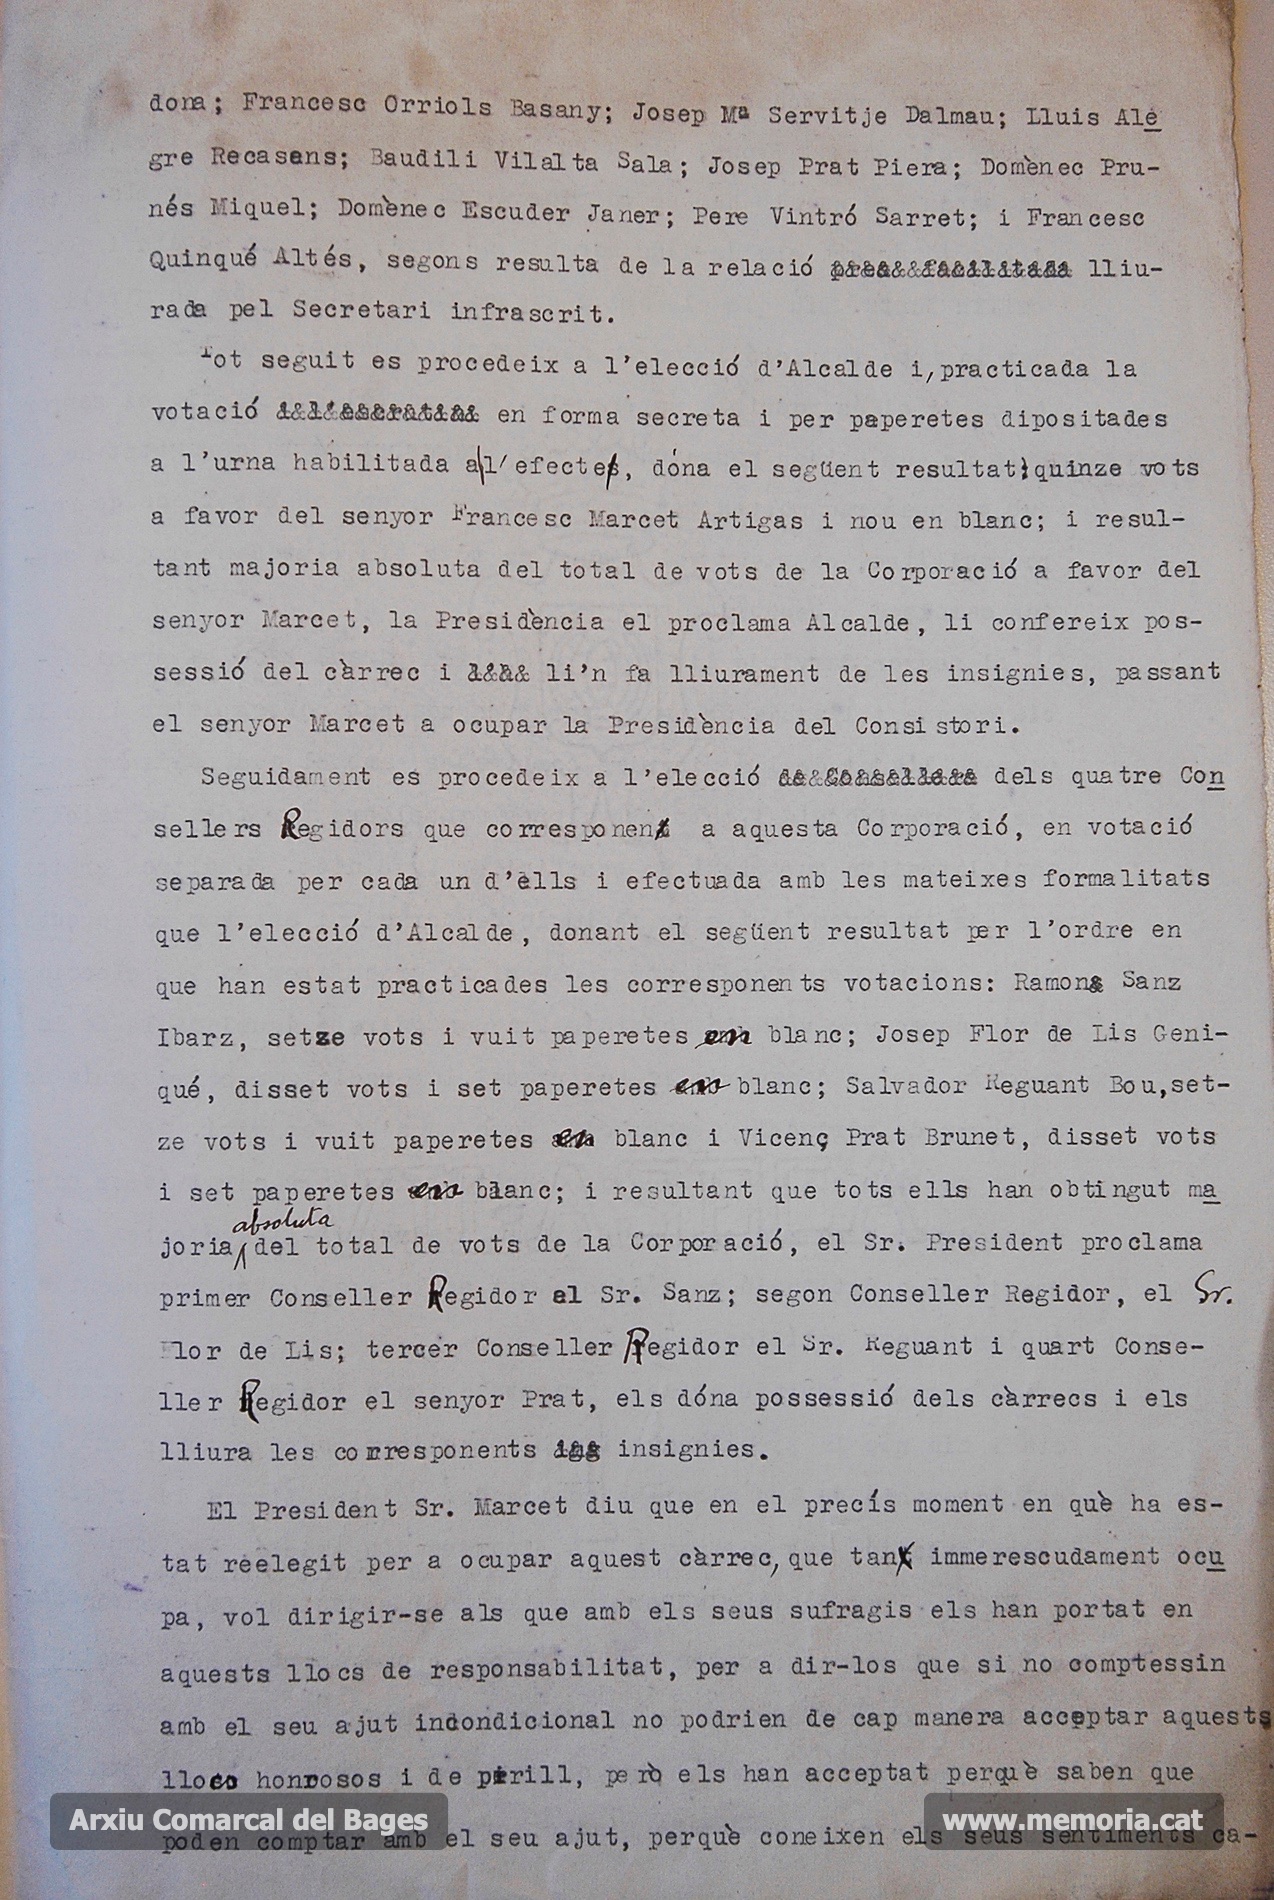 dona; Francesc Orriols Basany; Josep Mª Servitje Dalmau; Lluis Ale
gre Recasens; Baudili Vilalta Sala; Josep Prat Piera; Domènec Pru-
nés Miquel; Domènec Escuder Janer; Pere Vintró Sarret; i Francesc
Quinqué Altés, segons resulta de la relació lliu-
rada pel Secretari infrascrit.
Tot seguit es procedeix a l'elecció d'Alcalde i, practicada la
votació en forma secreta i per paperetes dipositades
a l'urna habilitada a l'efecte, dóna el següent resultat: quinze vots
a favor del senyor Francesc Marcet Artigas i nou en blanc; i resul-
tant majoria absoluta del total de vots de la Corporació a favor del
senyor Marcet, la Presidència el proclama Alcalde, li confereix pos-
sessió del càrrec i li'n fa lliurament de les insignies, passant
el senyor Marcet a ocupar la Presidència del Consistori.
Seguidament es procedeix a l'elecció dels quatre Con
sellers Regidors que corresponen a aquesta Corporació, en votació
separada per cada un d'ells i efectuada amb les mateixes formalitats
que l'elecció d'Alcalde, donant el següent resultat per l'ordre en
que han estat practicades les corresponents votacions: Ramon Sanz
Ibarz, setze vots i vuit paperetes en blanc; Josep Flor de Lis Geni-
qué, disset vots i set paperetes en blanc; Salvador Reguant Bou, set-
ze vots i vuit paperetes en blanc i Vicenç Prat Brunet, disset vots
i set paperetes en blanc; i resultant que tots ells han obtingut ma
joria absoluta del total de vots de la Corporació, el Sr. President proclama
primer Conseller Regidor al Sr. Sanz; segon Conseller Regidor, el Sr.
Flor de Lis; tercer Conseller Regidor el Sr. Reguant i quart Conse-
ller Regidor el senyor Prat, els dóna possessió dels càrrecs i els
lliura les corresponents insignies.
El President Sr. Marcet diu que en el precís moment en què ha es-
tat reelegit per a ocupar aquest càrrec, que tan immerescudament ocu
pa, vol dirigir-se als que amb els seus sufragis els han portat en
aquests llocs de responsabilitat, per a dir-los que si no comptessin
amb el seu ajut incondicional no podrien de cap manera acceptar aquests
llocs honrosos i de perill, però els han acceptat perquè saben que
poden comptar amb el seu ajut, perquè coneixen els seus sentiments ca-
Arxiu Comarcal del Bages
www.memoria.cat